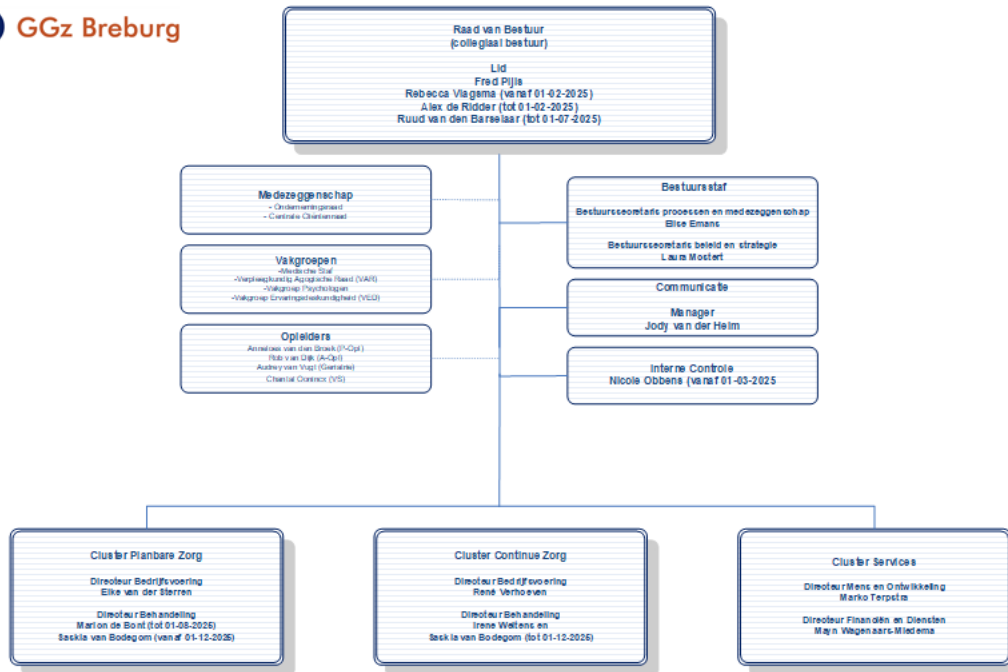 GGz Breburg
Raad van Bestuur
(collegiaal bestuur)
Lid
Fred Pijls
Rebecca Vlagsma (vanaf 01-02-2025)
Alex de Ridder (tot 01-02-2025)
Ruud van den Barselaar (tot 01-07-2025)
Medezeggenschap
- Ondernemingsraad
- Centrale Cliëntenraad
Vakgroepen
-Medische Staf
-Verpleegkundig Agogische Raad (VAR)
-Vakgroep Psychologen
-Vakgroep Ervaringsdeskundigheid (VED)
Opleiders
Anneloes van den Broek (P-Opl)
Rob van Dijk (A-Opl)
Audrey van Vugt (Geriatrie)
Chantal (VS)
Bestuursstaf
Bestuurssecretaris processen en medezeggenschap
Elise Emans
Bestuurssecretaris beleid en strategie
Laura Mostert
Communicatie
Manager
Jody van der Helm
Interne Controle
Nicole Obbens (vanaf 01-03-2025
Cluster Planbare Zorg
Directeur Bedrijfsvoering
Elke van der Sterren
Directeur Behandeling
Marion de Bont (tot 01-08-2025)
Saskia van Bodegom (vanaf 01-12-2025)
Cluster Continue Zorg
Directeur Bedrijfsvoering
René Verhoeven
Directeur Behandeling
Irene Weltens en
Saskia van Bodegom (tot 01-12-2025)
Cluster Services
Directeur Mens en Ontwikkeling
Marko Terpstra
Directeur Financiën en Diensten
Mayn Wagenaars-Miedema